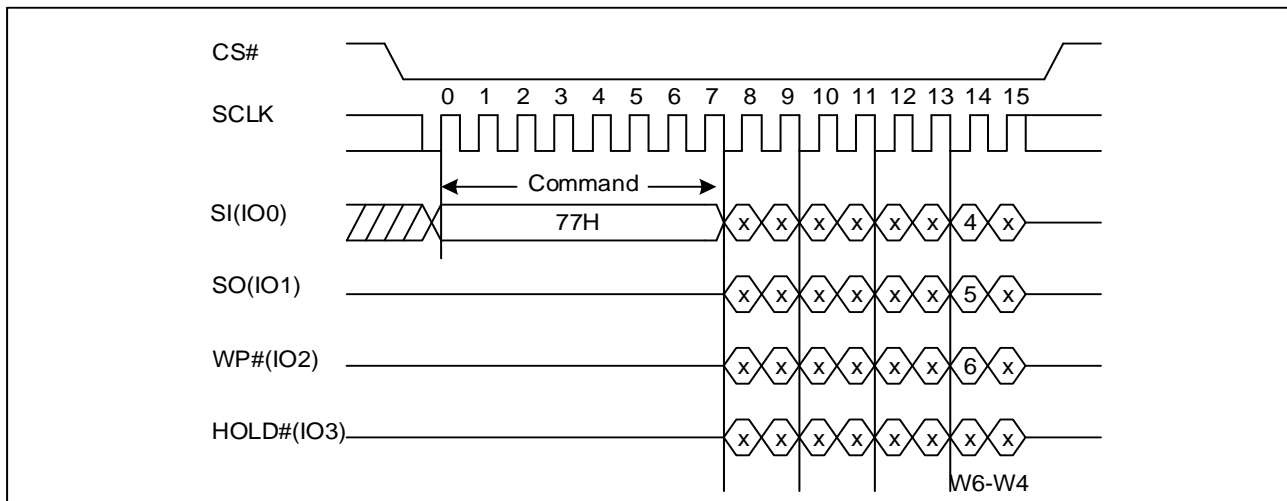 CS#
0 1 2 3 4 5 6 7 8 9 10 11 12 13 14 15
SCLK
Command
SI(IO0) 77H x x x x x x 4 x
SO(IO1) x x x x x x 5 x
WP#(IO2) x x x x x x 6 x
HOLD#(IO3) x x x x x x x x
W6-W4